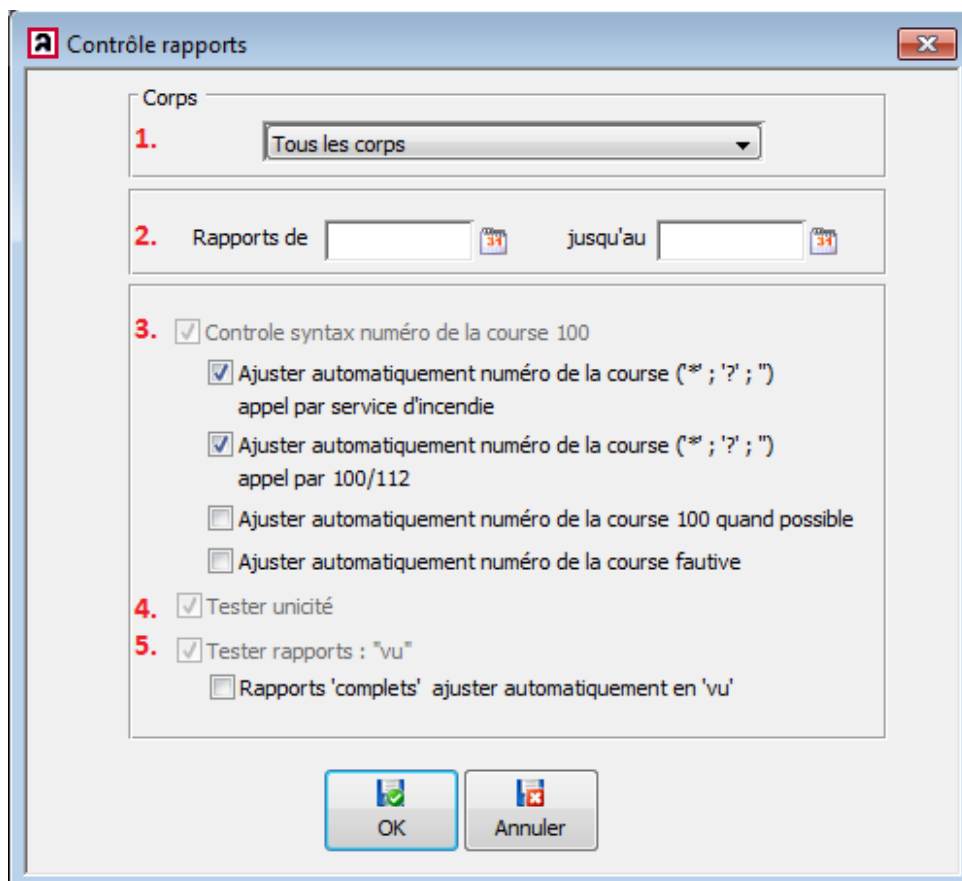 a Contrôle rapports
Corps
1. Tous les corps
2. Rapports de 31 jusqu'au 31
3. Controle syntax numéro de la course 100
Ajuster automatiquement numéro de la course ('*' ; '?' ; '')
appel par service d'incendie
Ajuster automatiquement numéro de la course ('*' ; '?' ; '')
appel par 100/112
Ajuster automatiquement numéro de la course 100 quand possible
Ajuster automatiquement numéro de la course fautive
4. Tester unicité
5. Tester rapports : "vu"
Rapports 'complets' ajuster automatiquement en 'vu'
OK Annuler